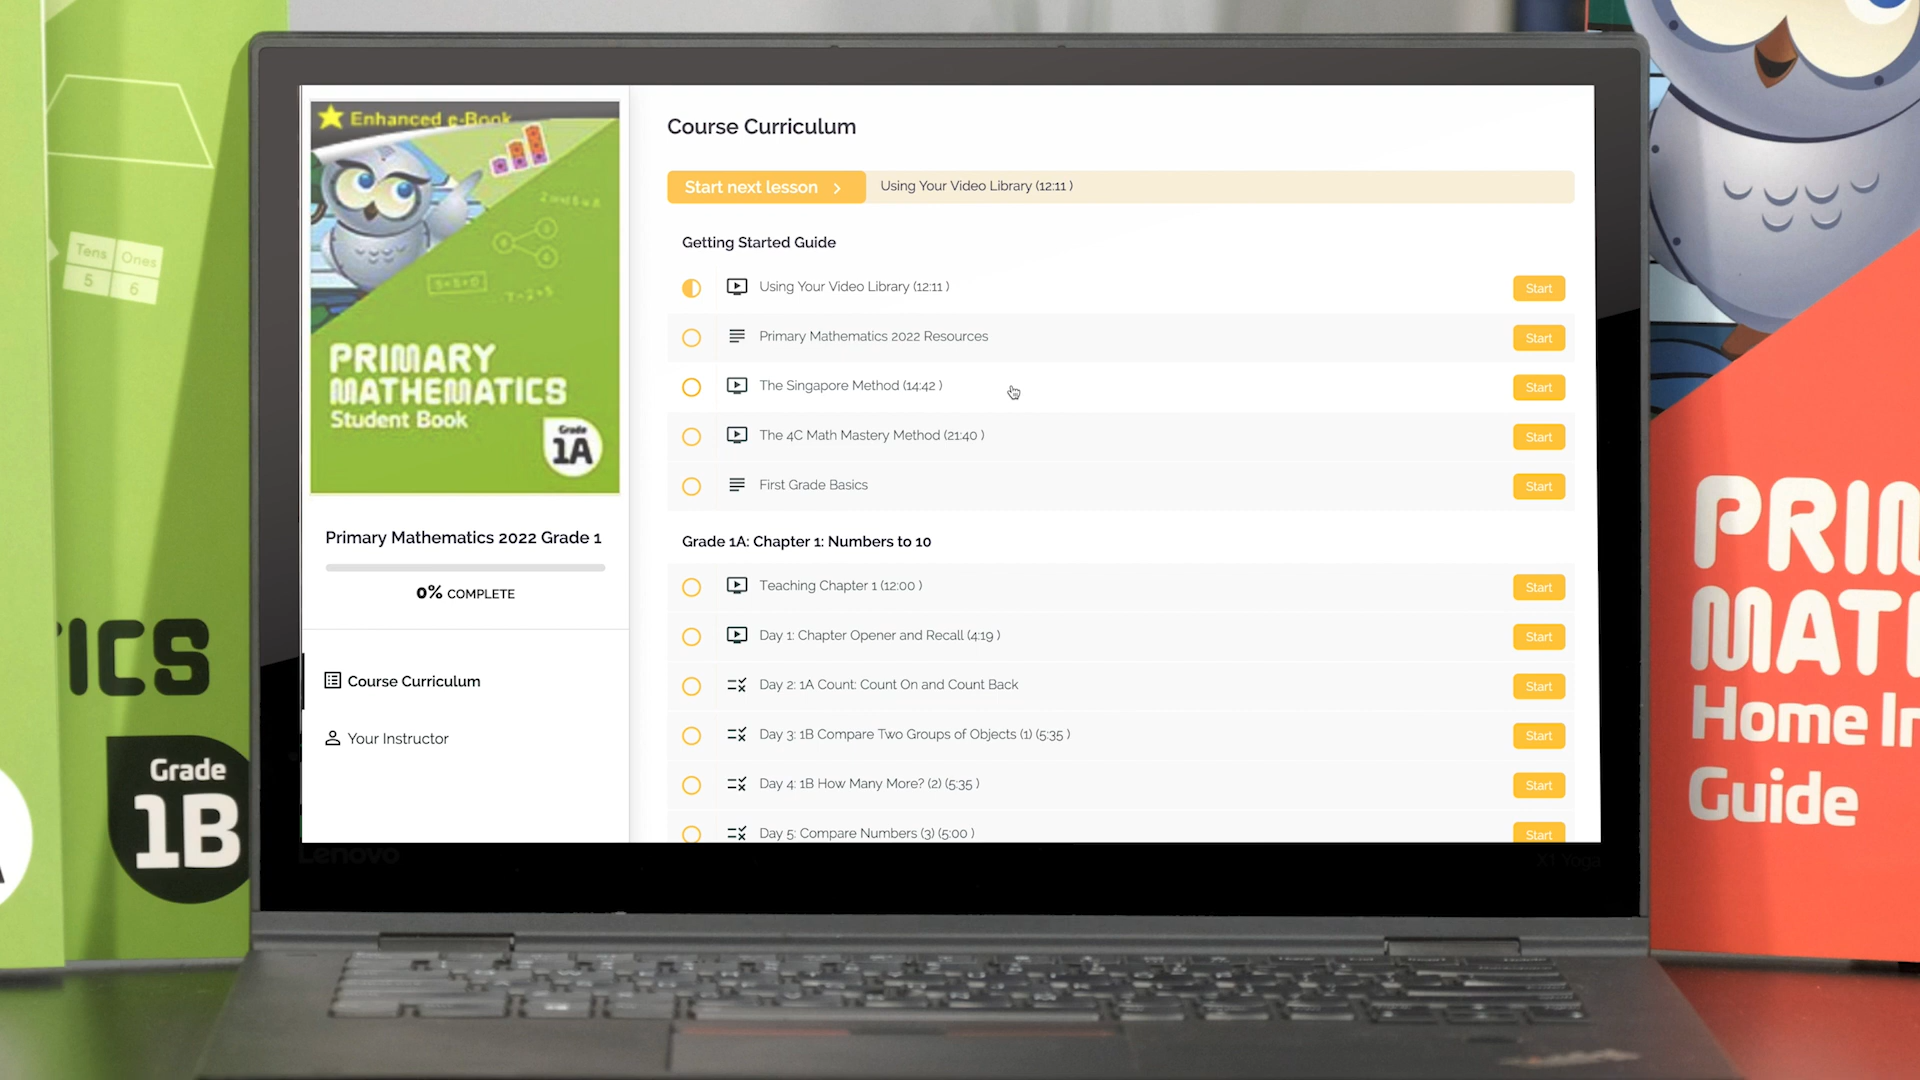 Tens Ones
5 6
ICS
Grade
1B
Enhanced e-Book
PRIMARY
MATHEMATICS
Student Book
Grade
1A
Primary Mathematics 2022 Grade 1
0% COMPLETE
Course Curriculum
Your Instructor
Course Curriculum
Start next lesson
Using Your Video Library (12:11 )
Getting Started Guide
Using Your Video Library (12:11 )
Start
Primary Mathematics 2022 Resources
Start
The Singapore Method (14:42 )
Start
The 4C Math Mastery Method (21:40 )
Start
First Grade Basics
Start
Grade 1A: Chapter 1: Numbers to 10
Teaching Chapter 1 (12:00 )
Start
Day 1: Chapter Opener and Recall (4:19 )
Start
Day 2: 1A Count: Count On and Count Back
Start
Day 3: 1B Compare Two Groups of Objects (1) (5:35 )
Start
Day 4: 1B How Many More? (2) (5:35 )
Start
Day 5: Compare Numbers (3) (5:00 )
Start
Lenovo
X1 Yoga
PRIM
MATH
Home In
Guide